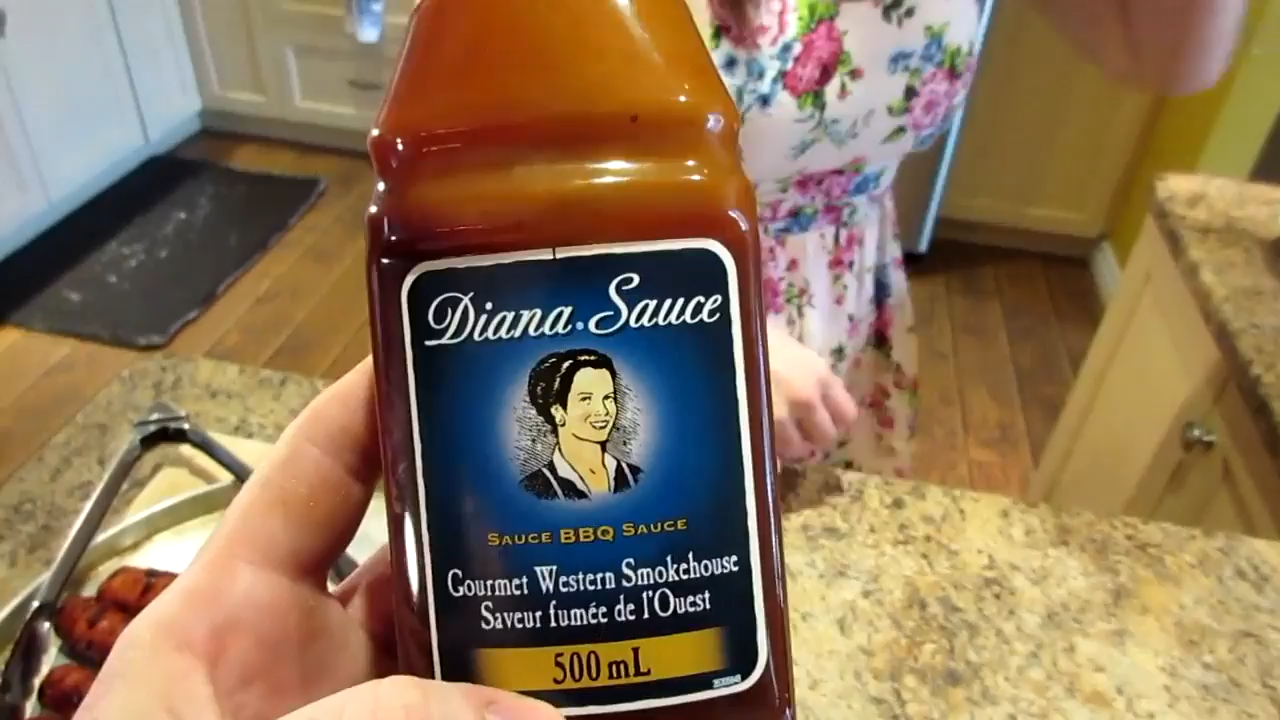 Diana Sauce
Sauce BBQ Sauce
Gourmet Western Smokehouse
Saveur fumée de l'Ouest
500 mL